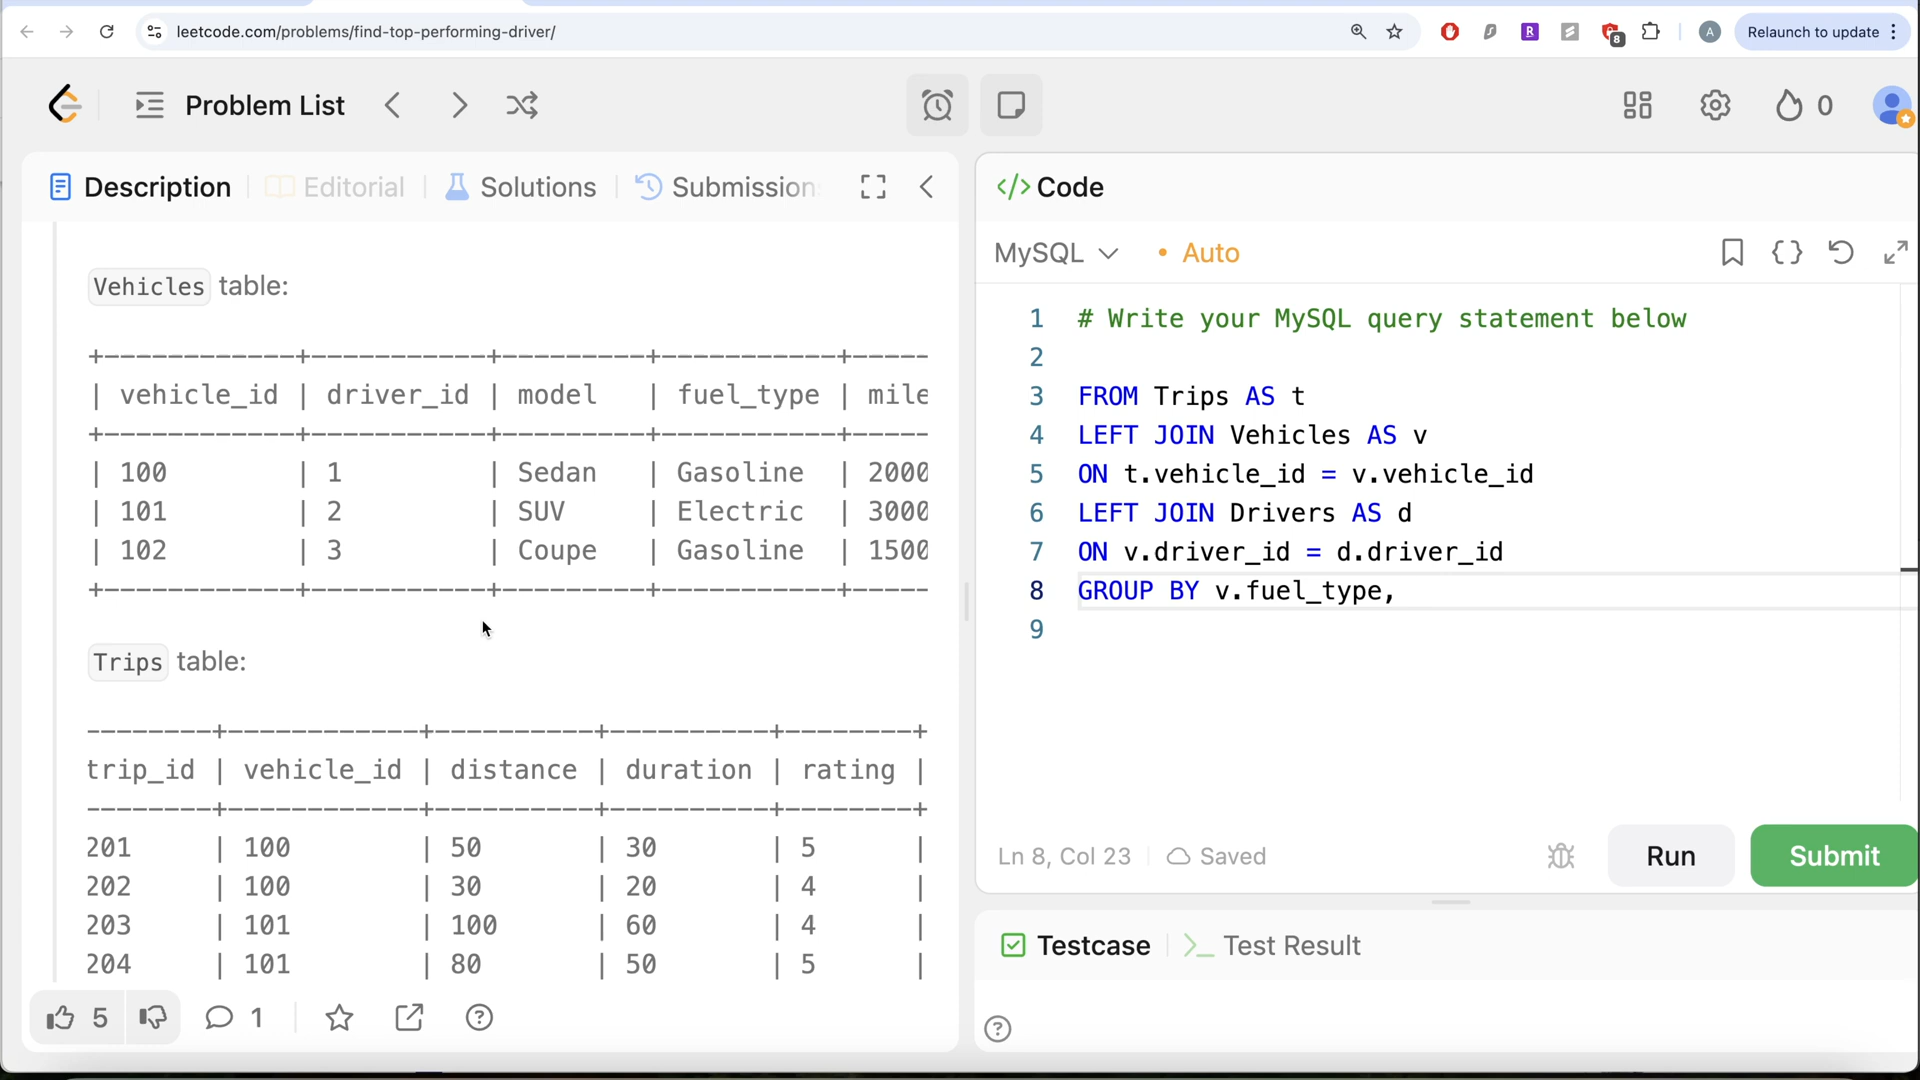 leetcode.com/problems/find-top-performing-driver/
8
A
Relaunch to update
Problem List
0
Description
Editorial
Solutions
Submission
Vehicles table:
+------------+-----------+---------+------------+-----
| vehicle_id | driver_id | model | fuel_type | mile
+------------+-----------+---------+------------+-----
| 100 | 1 | Sedan | Gasoline | 2000
| 101 | 2 | SUV | Electric | 3000
| 102 | 3 | Coupe | Gasoline | 1500
+------------+-----------+---------+------------+-----
Trips table:
--------+------------+----------+----------+--------+
trip_id | vehicle_id | distance | duration | rating |
--------+------------+----------+----------+--------+
201 | 100 | 50 | 30 | 5 |
202 | 100 | 30 | 20 | 4 |
203 | 101 | 100 | 60 | 4 |
204 | 101 | 80 | 50 | 5 |
5
1
</> Code
MySQL
• Auto
1 # Write your MySQL query statement below
2
3 FROM Trips AS t
4 LEFT JOIN Vehicles AS v
5 ON t.vehicle_id = v.vehicle_id
6 LEFT JOIN Drivers AS d
7 ON v.driver_id = d.driver_id
8 GROUP BY v.fuel_type,
9
Ln 8, Col 23
Saved
Run
Submit
Testcase
>_ Test Result